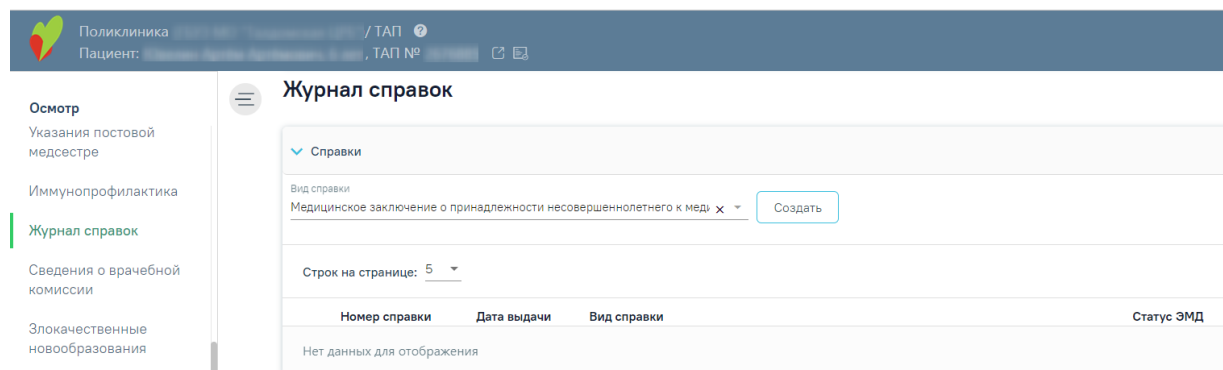 Поликлиника / ТАП ?
Пациент: , ТАП №
Журнал справок
Осмотр
Указания постовой
медсестре
Иммунопрофилактика
Журнал справок
Сведения о врачебной
комиссии
Злокачественные
новообразования
Справки
Вид справки
Медицинское заключение о принадлежности несовершеннолетнего к меди
Создать
Строк на странице: 5
Номер справки Дата выдачи Вид справки Статус ЭМД
Нет данных для отображения